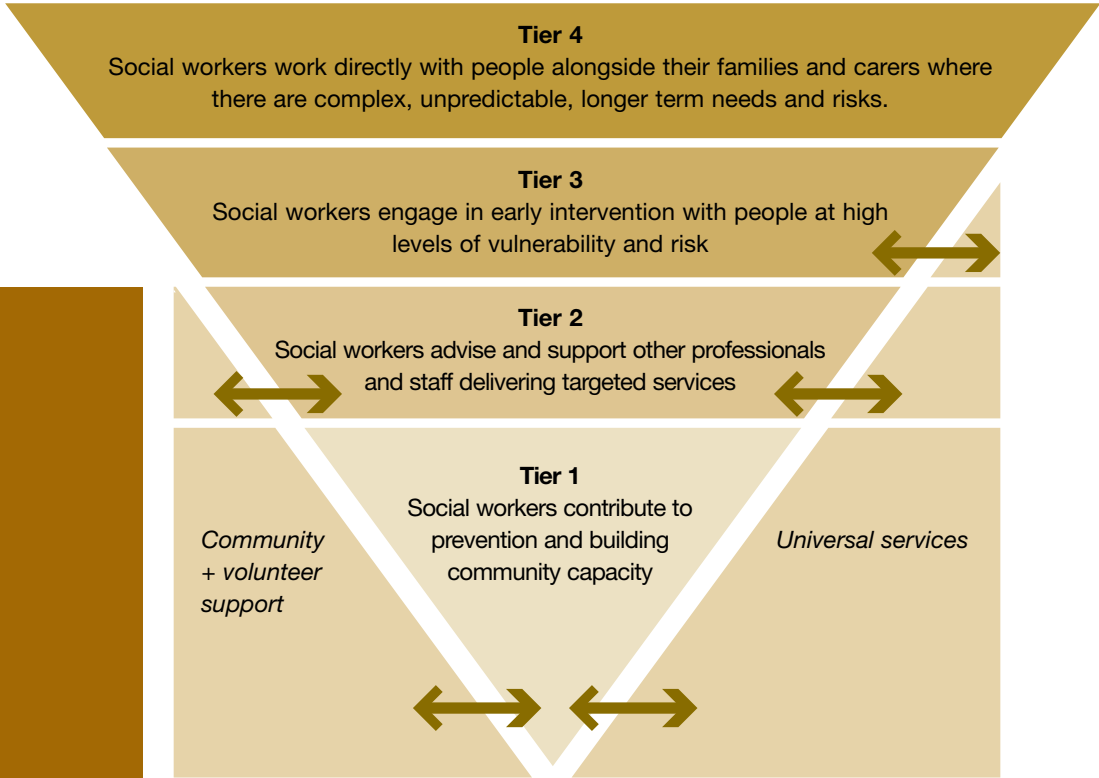 Tier 4
Social workers work directly with people alongside their families and carers where
there are complex, unpredictable, longer term needs and risks.
Tier 3
Social workers engage in early intervention with people at high
levels of vulnerability and risk
Tier 2
Social workers advise and support other professionals
and staff delivering targeted services
Tier 1
Social workers contribute to
prevention and building
community capacity
Community
+ volunteer
support
Universal services